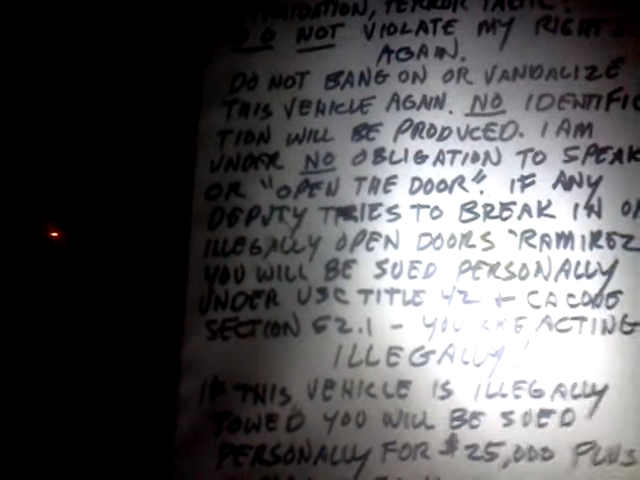 TERROR TACTIC!
DO NOT VIOLATE MY RIGHTS
AGAIN.
DO NOT BANG ON OR VANDALIZE
THIS VEHICLE AGAIN. NO IDENTIFIC
TION WILL BE PRODUCED. I AM
UNDER NO OBLIGATION TO SPEAK
OR "OPEN THE DOOR". IF ANY
DEPUTY TRIES TO BREAK IN OR
ILLEGALLY OPEN DOORS "RAMIREZ
YOU WILL BE SUED PERSONALLY
UNDER USC TITLE 42 + CA CODE
SECTION 52.1 - YOU ARE ACTING
ILLEGALLY!
IF THIS VEHICLE IS ILLEGALLY
TOWED YOU WILL BE SUED
PERSONALLY FOR $25,000 PLUS